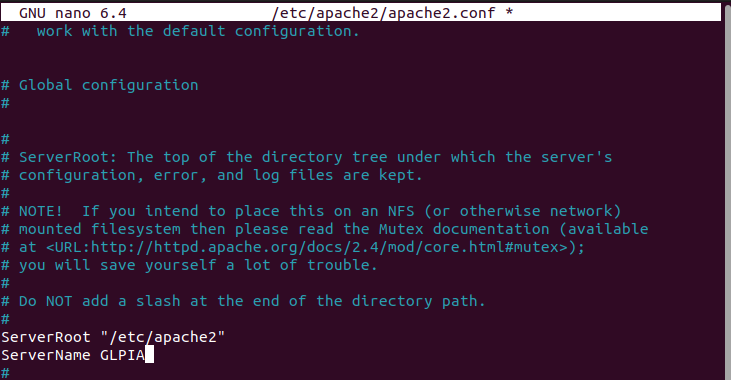 GNU nano 6.4 /etc/apache2/apache2.conf *
#   work with the default configuration.
# Global configuration
#
#
# ServerRoot: The top of the directory tree under which the server's
# configuration, error, and log files are kept.
#
# NOTE!  If you intend to place this on an NFS (or otherwise network)
# mounted filesystem then please read the Mutex documentation (available
# at <URL:http://httpd.apache.org/docs/2.4/mod/core.html#mutex>);
# you will save yourself a lot of trouble.
#
# Do NOT add a slash at the end of the directory path.
#
ServerRoot "/etc/apache2"
ServerName GLPIA
#